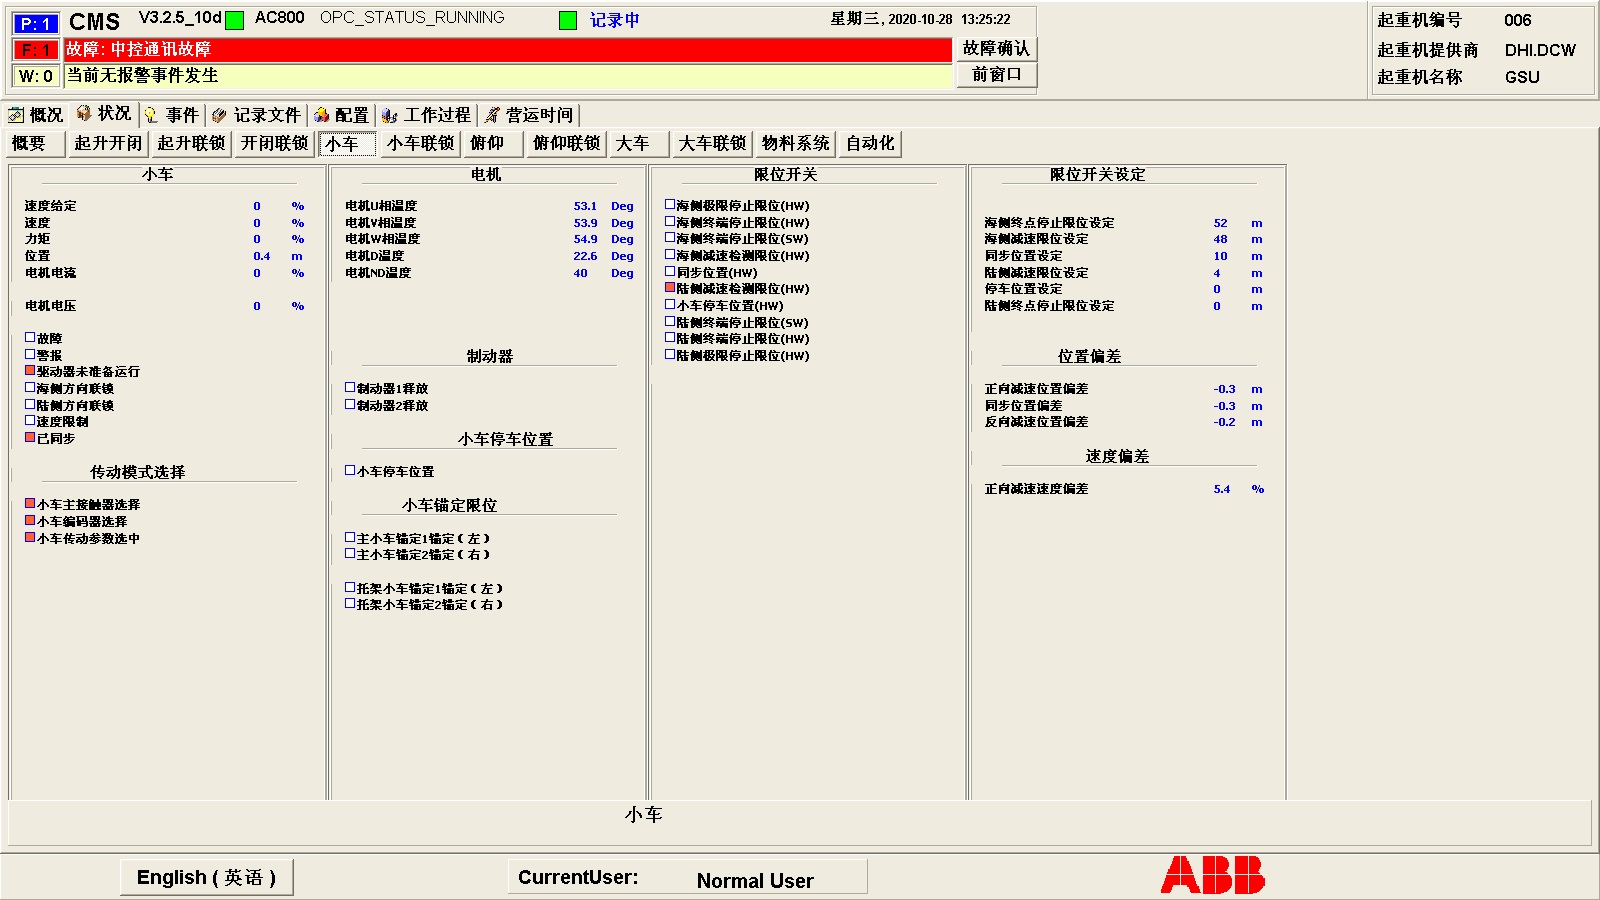 P: 1 CMS V3.2.5_10d AC800 OPC_STATUS_RUNNING 记录中 星期三, 2020-10-28 13:25:22
F: 1 故障: 中控通讯故障 故障确认
W: 0 当前无报警事件发生 前窗口
起重机编号 006
起重机提供商 DHI.DCW
起重机名称 GSU
概况 状况 事件 记录文件 配置 工作过程 营运时间
概要 起升开闭 起升联锁 开闭联锁 小车 小车联锁 俯仰 俯仰联锁 大车 大车联锁 物料系统 自动化
小车
速度给定 0 %
速度 0 %
力矩 0 %
位置 0.4 m
电机电流 0 %
电机电压 0 %
故障
警报
驱动器未准备运行
海侧方向联锁
陆侧方向联锁
速度限制
已同步
传动模式选择
小车主接触器选择
小车编码器选择
小车传动参数选中
电机
电机U相温度 53.1 Deg
电机V相温度 53.9 Deg
电机W相温度 54.9 Deg
电机D温度 22.6 Deg
电机ND温度 40 Deg
制动器
制动器1释放
制动器2释放
小车停车位置
小车停车位置
小车锚定限位
主小车锚定1锚定（左）
主小车锚定2锚定（右）
托架小车锚定1锚定（左）
托架小车锚定2锚定（右）
限位开关
海侧极限停止限位(HW)
海侧终端停止限位(HW)
海侧终端停止限位(SW)
海侧减速检测限位(HW)
同步位置(HW)
陆侧减速检测限位(HW)
小车停车位置(HW)
陆侧终端停止限位(SW)
陆侧终端停止限位(HW)
陆侧极限停止限位(HW)
限位开关设定
海侧终点停止限位设定 52 m
海侧减速限位设定 48 m
同步位置设定 10 m
陆侧减速限位设定 4 m
停车位置设定 0 m
陆侧终点停止限位设定 0 m
位置偏差
正向减速位置偏差 -0.3 m
同步位置偏差 -0.3 m
反向减速位置偏差 -0.2 m
速度偏差
正向减速速度偏差 5.4 %
小车
English ( 英语 ) CurrentUser: Normal User ABB